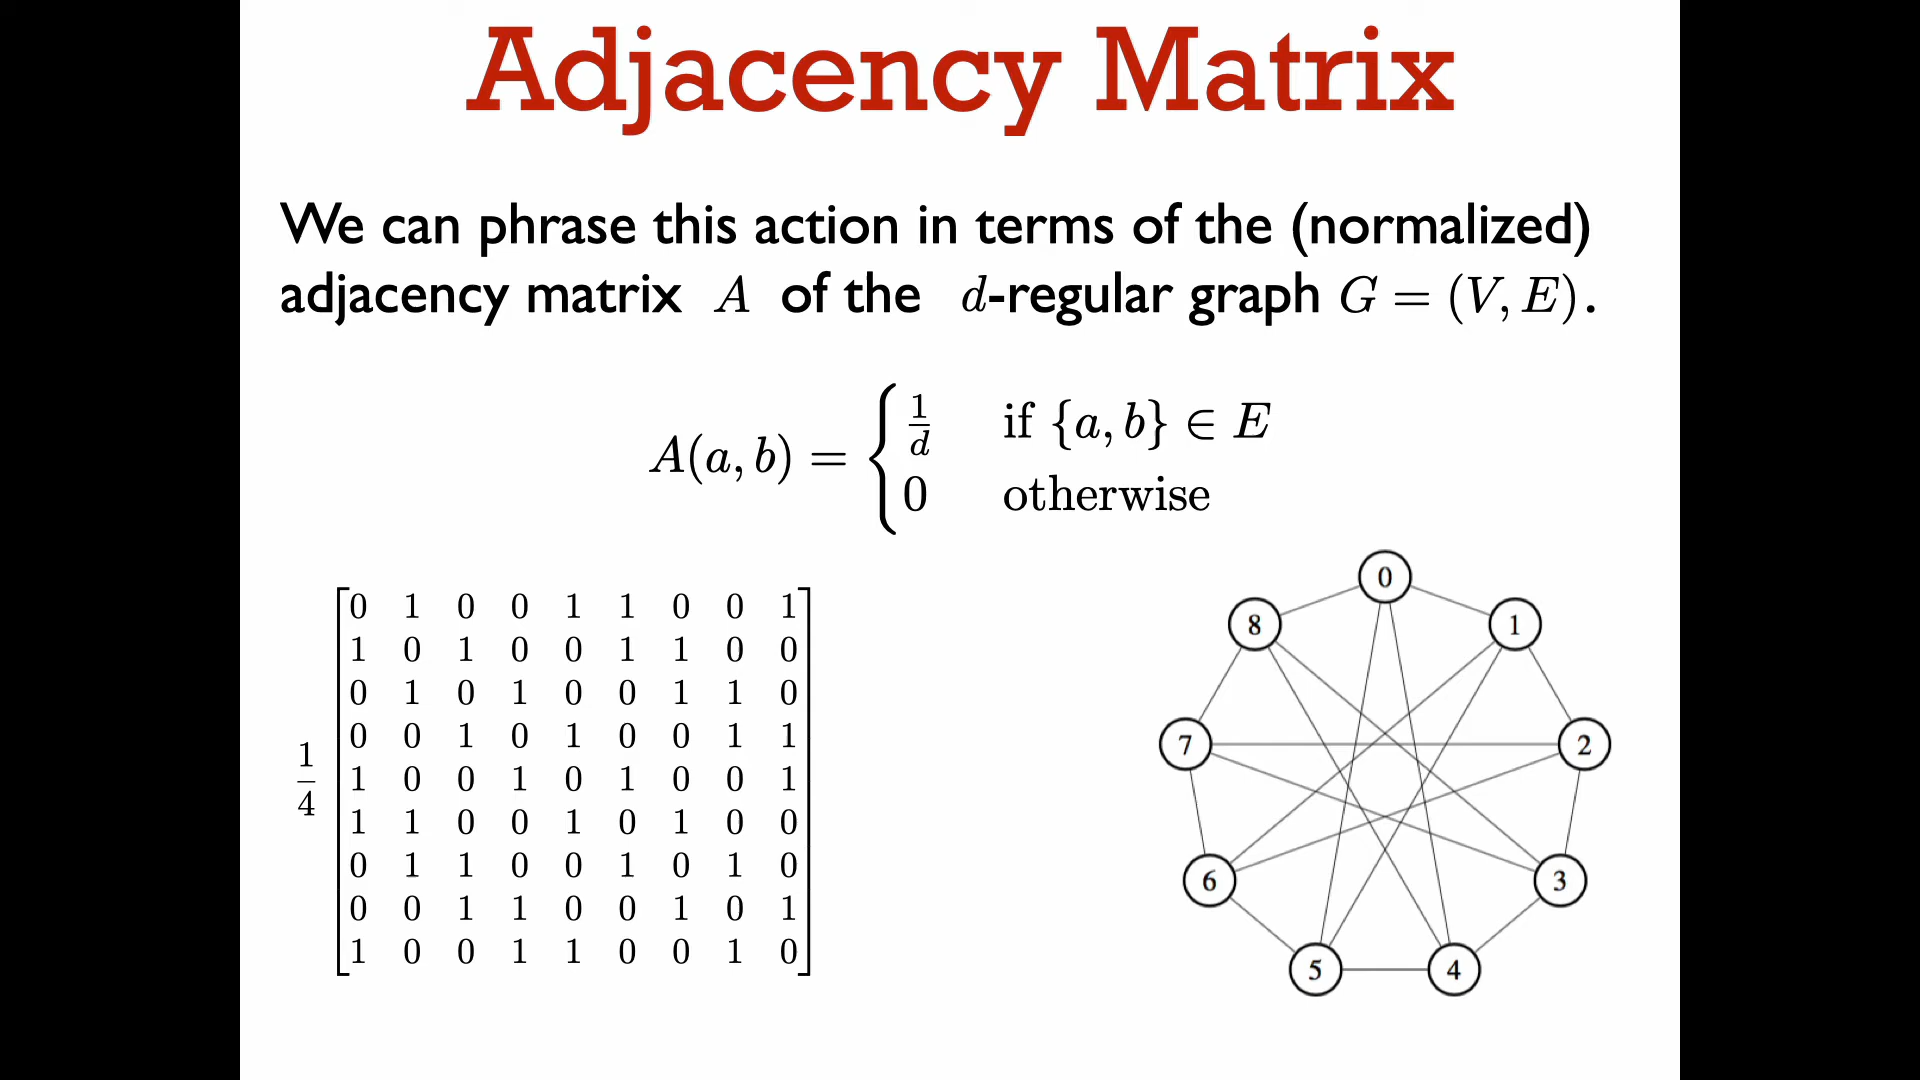 Adjacency Matrix
We can phrase this action in terms of the (normalized)
adjacency matrix A of the d-regular graph G = (V, E).
A(a, b) = { 1/d if {a, b} ∈ E
0 otherwise
1/4
0 1 0 0 1 1 0 0 1
1 0 1 0 0 1 1 0 0
0 1 0 1 0 0 1 1 0
0 0 1 0 1 0 0 1 1
1 0 0 1 0 1 0 0 1
1 1 0 0 1 0 1 0 0
0 1 1 0 0 1 0 1 0
0 0 1 1 0 0 1 0 1
1 0 0 1 1 0 0 1 0
0
8 1
7 2
6 3
5 4